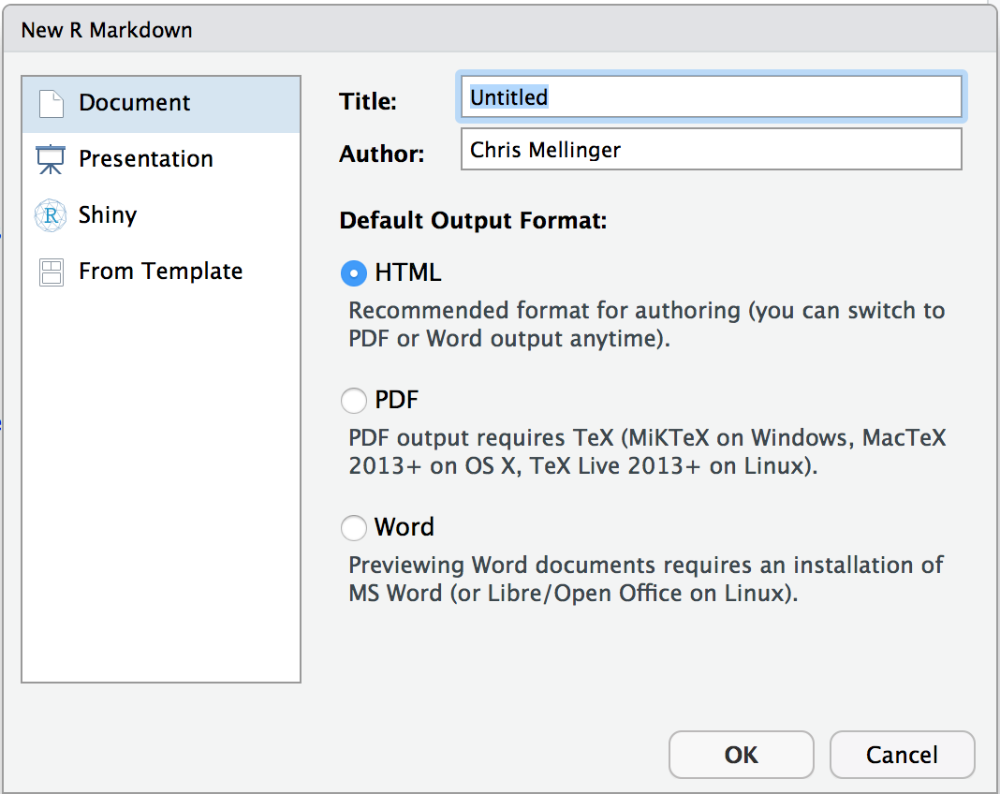 New R Markdown
Document
Presentation
R
Shiny
From Template
Title:
Untitled
Author:
Chris Mellinger
Default Output Format:
HTML
Recommended format for authoring (you can switch to
PDF or Word output anytime).
PDF
PDF output requires TeX (MiKTeX on Windows, MacTeX
2013+ on OS X, TeX Live 2013+ on Linux).
Word
Previewing Word documents requires an installation of
MS Word (or Libre/Open Office on Linux).
OK
Cancel